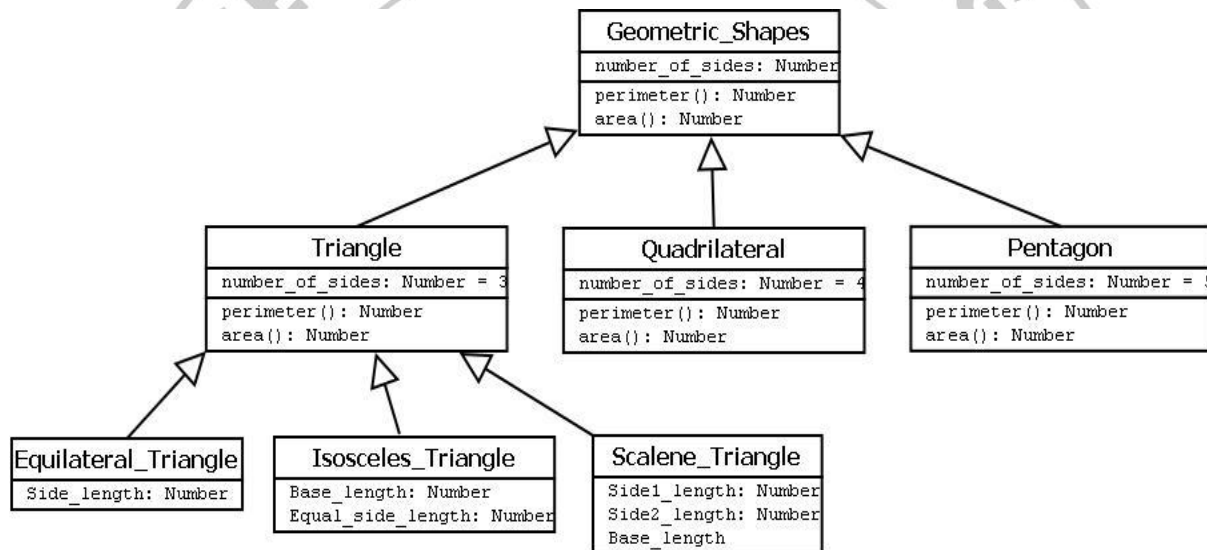 Geometric_Shapes
number_of_sides: Number
perimeter(): Number
area(): Number
Triangle
number_of_sides: Number = 3
perimeter(): Number
area(): Number
Quadrilateral
number_of_sides: Number = 4
perimeter(): Number
area(): Number
Pentagon
number_of_sides: Number = 5
perimeter(): Number
area(): Number
Equilateral_Triangle
Side_length: Number
Isosceles_Triangle
Base_length: Number
Equal_side_length: Number
Scalene_Triangle
Side1_length: Number
Side2_length: Number
Base_length